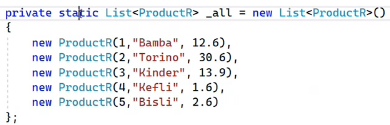 private static List<ProductR> _all = new List<ProductR>()
{
new ProductR(1,"Bamba", 12.6),
new ProductR(2,"Torino", 30.6),
new ProductR(3,"Kinder", 13.9),
new ProductR(4,"Kefli", 1.6),
new ProductR(5,"Bisli", 2.6)
};